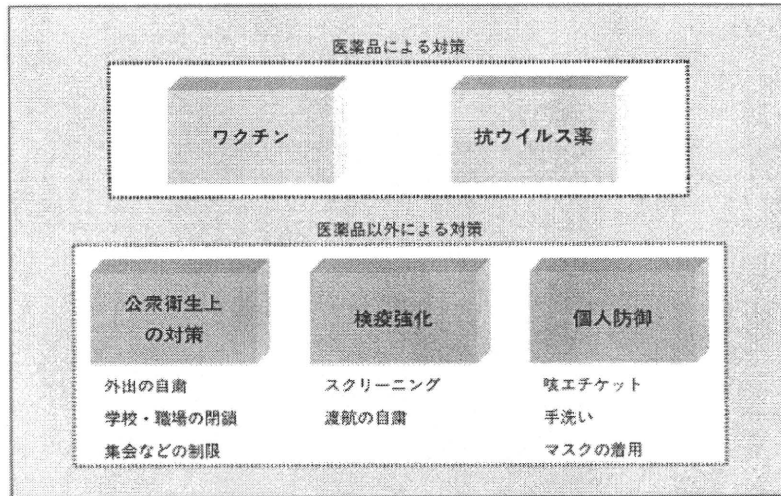 医薬品による対策
ワクチン
抗ウイルス薬
医薬品以外による対策
公衆衛生上
の対策
検疫強化
個人防御
外出の自粛
学校・職場の閉鎖
集会などの制限
スクリーニング
渡航の自粛
咳エチケット
手洗い
マスクの着用